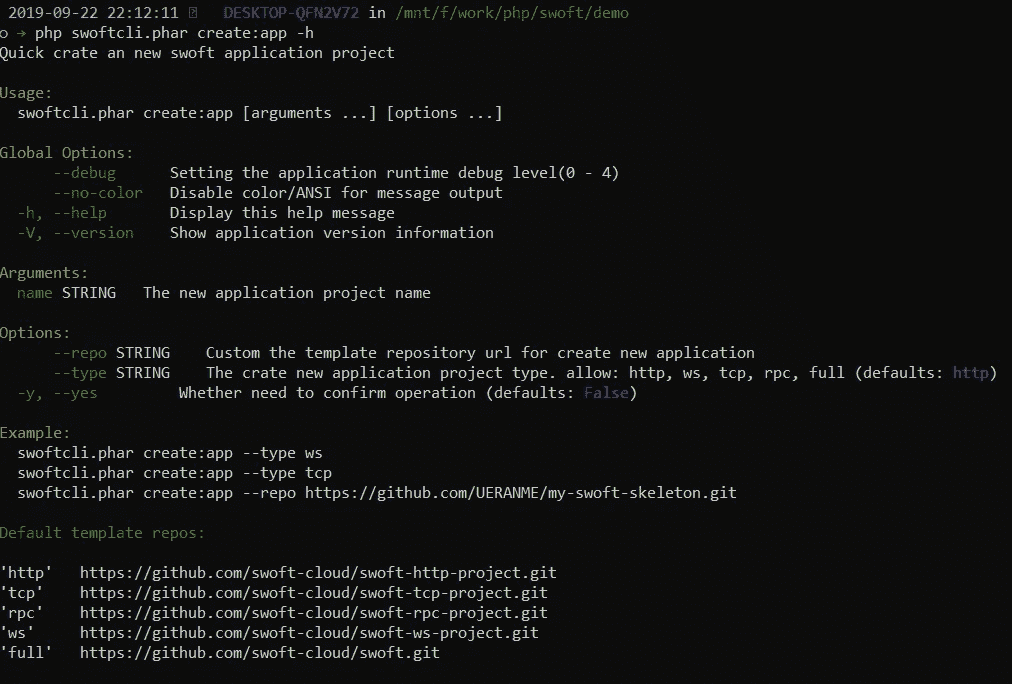 2019-09-22 22:12:11 DESKTOP-QFN2V72 in /mnt/f/work/php/swoft/demo
○ → php swoftcli.phar create:app -h
Quick crate an new swoft application project
Usage:
swoftcli.phar create:app [arguments ...] [options ...]
Global Options:
--debug Setting the application runtime debug level(0 - 4)
--no-color Disable color/ANSI for message output
-h, --help Display this help message
-V, --version Show application version information
Arguments:
name STRING The new application project name
Options:
--repo STRING Custom the template repository url for create new application
--type STRING The crate new application project type. allow: http, ws, tcp, rpc, full (defaults: http)
-y, --yes Whether need to confirm operation (defaults: False)
Example:
swoftcli.phar create:app --type ws
swoftcli.phar create:app --type tcp
swoftcli.phar create:app --repo https://github.com/UERANME/my-swoft-skeleton.git
Default template repos:
'http' https://github.com/swoft-cloud/swoft-http-project.git
'tcp' https://github.com/swoft-cloud/swoft-tcp-project.git
'rpc' https://github.com/swoft-cloud/swoft-rpc-project.git
'ws' https://github.com/swoft-cloud/swoft-ws-project.git
'full' https://github.com/swoft-cloud/swoft.git